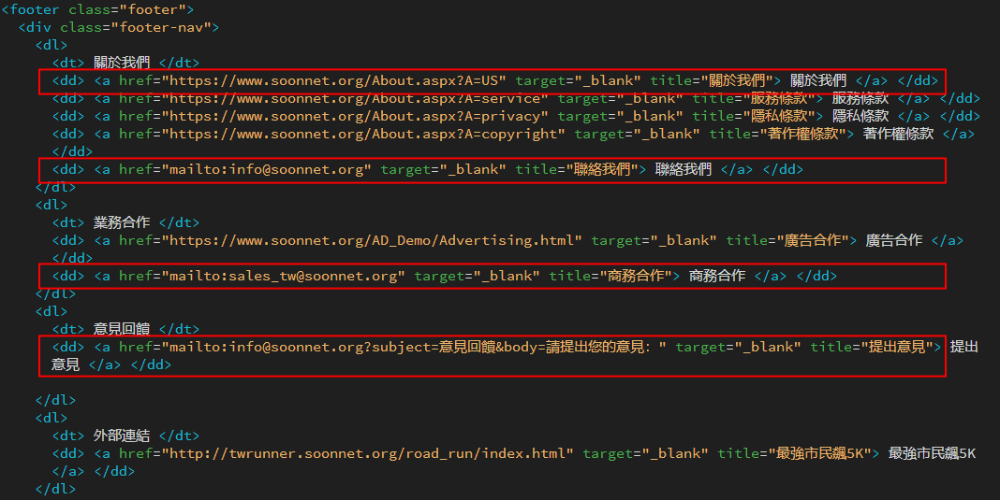 <footer class="footer">
<div class="footer-nav">
<dl>
<dt> 關於我們 </dt>
<dd> <a href="https://www.soonnet.org/About.aspx?A=US" target="_blank" title="關於我們"> 關於我們 </a> </dd>
<dd> <a href="https://www.soonnet.org/About.aspx?A=service" target="_blank" title="服務條款"> 服務條款 </a> </dd>
<dd> <a href="https://www.soonnet.org/About.aspx?A=privacy" target="_blank" title="隱私條款"> 隱私條款 </a> </dd>
<dd> <a href="https://www.soonnet.org/About.aspx?A=copyright" target="_blank" title="著作權條款"> 著作權條款 </a>
</dd>
<dd> <a href="mailto:info@soonnet.org" target="_blank" title="聯絡我們"> 聯絡我們 </a> </dd>
</dl>
<dl>
<dt> 業務合作 </dt>
<dd> <a href="https://www.soonnet.org/AD_Demo/Advertising.html" target="_blank" title="廣告合作"> 廣告合作 </a>
</dd>
<dd> <a href="mailto:sales_tw@soonnet.org" target="_blank" title="商務合作"> 商務合作 </a> </dd>
</dl>
<dl>
<dt> 意見回饋 </dt>
<dd> <a href="mailto:info@soonnet.org?subject=意見回饋&body=請提出您的意見：" target="_blank" title="提出意見"> 提出
意見 </a> </dd>
</dl>
<dl>
<dt> 外部連結 </dt>
<dd> <a href="http://twrunner.soonnet.org/road_run/index.html" target="_blank" title="最強市民飆5K"> 最強市民飆5K
</a> </dd>
</dl>